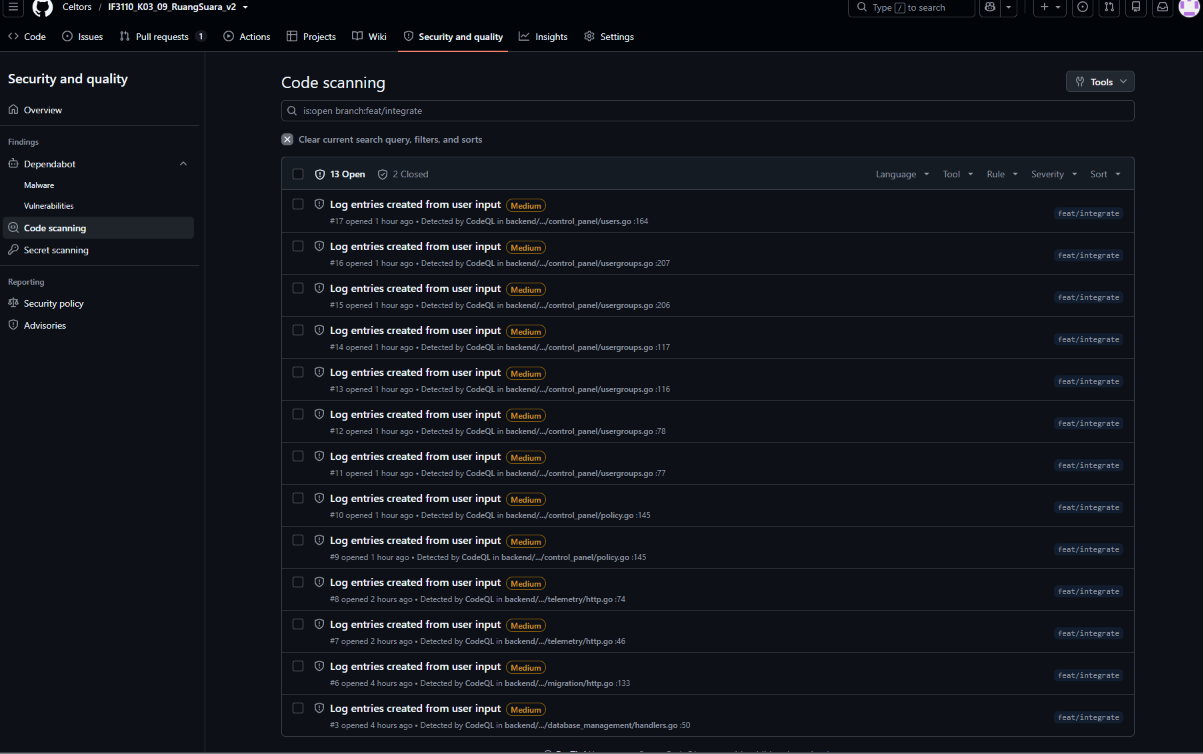 Celtors / IF3110_K03_09_RuangSuara_v2
Type / to search
Code
Issues
Pull requests 1
Actions
Projects
Wiki
Security and quality
Insights
Settings
Security and quality
Overview
Findings
Dependabot
Malware
Vulnerabilities
Code scanning
Secret scanning
Reporting
Security policy
Advisories
Code scanning
Tools
is:open branch:feat/integrate
Clear current search query, filters, and sorts
13 Open 2 Closed Language Tool Rule Severity Sort
Log entries created from user input Medium
#17 opened 1 hour ago • Detected by CodeQL in backend/.../control_panel/users.go :164
feat/integrate
Log entries created from user input Medium
#16 opened 1 hour ago • Detected by CodeQL in backend/.../control_panel/usergroups.go :207
feat/integrate
Log entries created from user input Medium
#15 opened 1 hour ago • Detected by CodeQL in backend/.../control_panel/usergroups.go :206
feat/integrate
Log entries created from user input Medium
#14 opened 1 hour ago • Detected by CodeQL in backend/.../control_panel/usergroups.go :117
feat/integrate
Log entries created from user input Medium
#13 opened 1 hour ago • Detected by CodeQL in backend/.../control_panel/usergroups.go :116
feat/integrate
Log entries created from user input Medium
#12 opened 1 hour ago • Detected by CodeQL in backend/.../control_panel/usergroups.go :78
feat/integrate
Log entries created from user input Medium
#11 opened 1 hour ago • Detected by CodeQL in backend/.../control_panel/usergroups.go :77
feat/integrate
Log entries created from user input Medium
#10 opened 1 hour ago • Detected by CodeQL in backend/.../control_panel/policy.go :145
feat/integrate
Log entries created from user input Medium
#9 opened 1 hour ago • Detected by CodeQL in backend/.../control_panel/policy.go :145
feat/integrate
Log entries created from user input Medium
#8 opened 2 hours ago • Detected by CodeQL in backend/.../telemetry/http.go :74
feat/integrate
Log entries created from user input Medium
#7 opened 2 hours ago • Detected by CodeQL in backend/.../telemetry/http.go :46
feat/integrate
Log entries created from user input Medium
#6 opened 4 hours ago • Detected by CodeQL in backend/.../migration/http.go :133
feat/integrate
Log entries created from user input Medium
#3 opened 4 hours ago • Detected by CodeQL in backend/.../database_management/handlers.go :50
feat/integrate